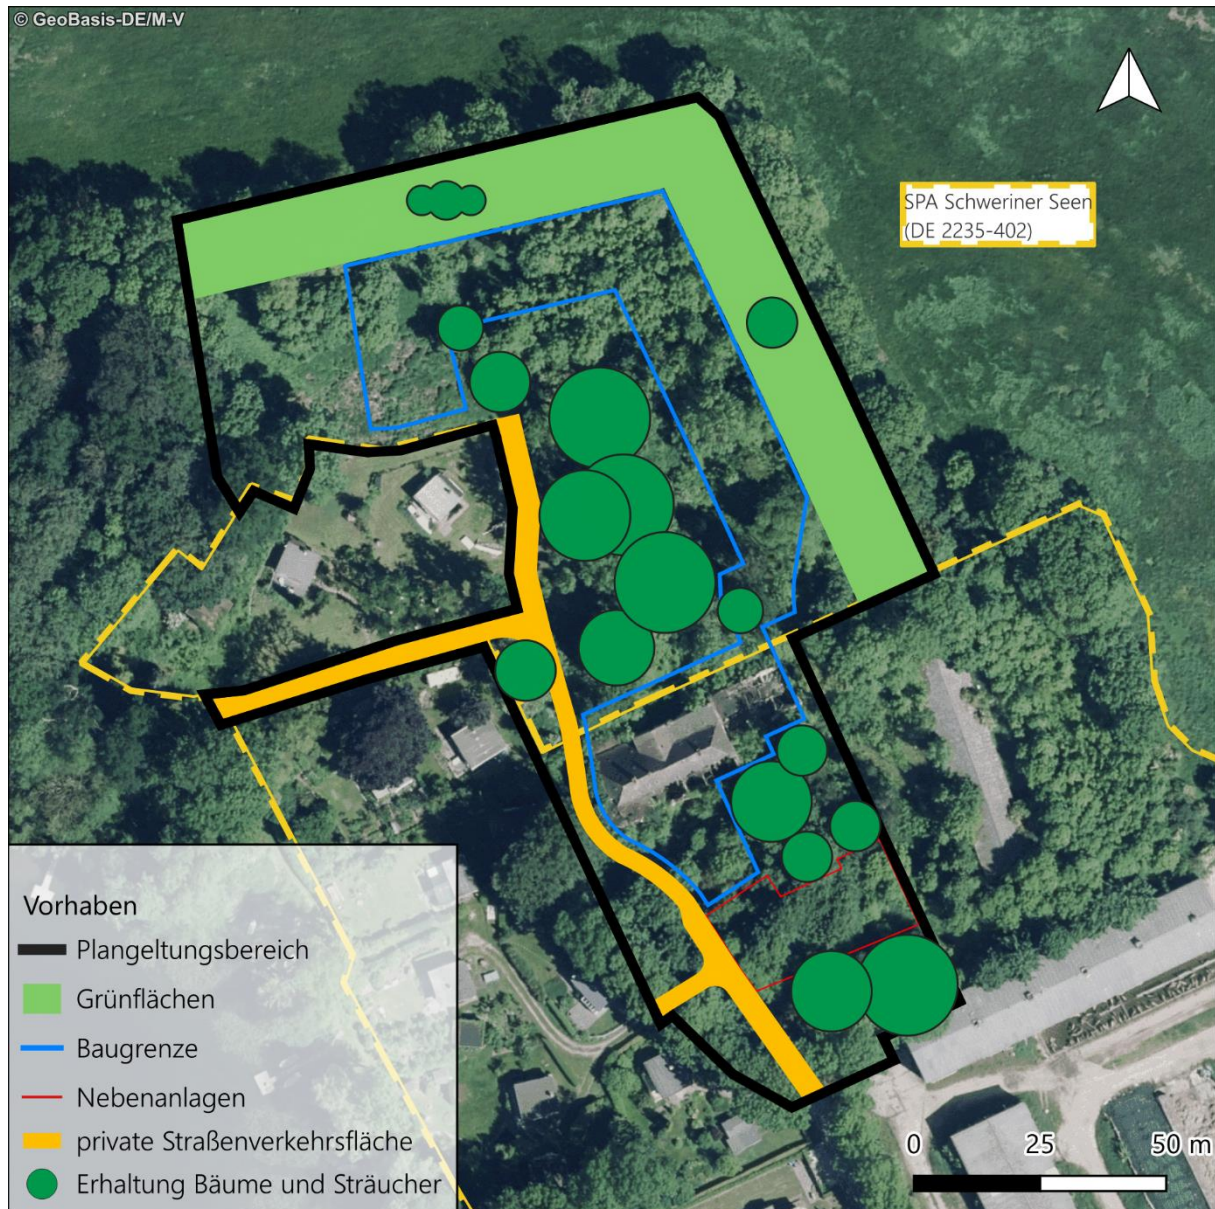 © GeoBasis-DE/M-V
SPA Schweriner Seen
(DE 2235-402)
Vorhaben
Plangeltungsbereich
Grünflächen
Baugrenze
Nebenanlagen
private Straßenverkehrsfläche
Erhaltung Bäume und Sträucher
0 25 50 m